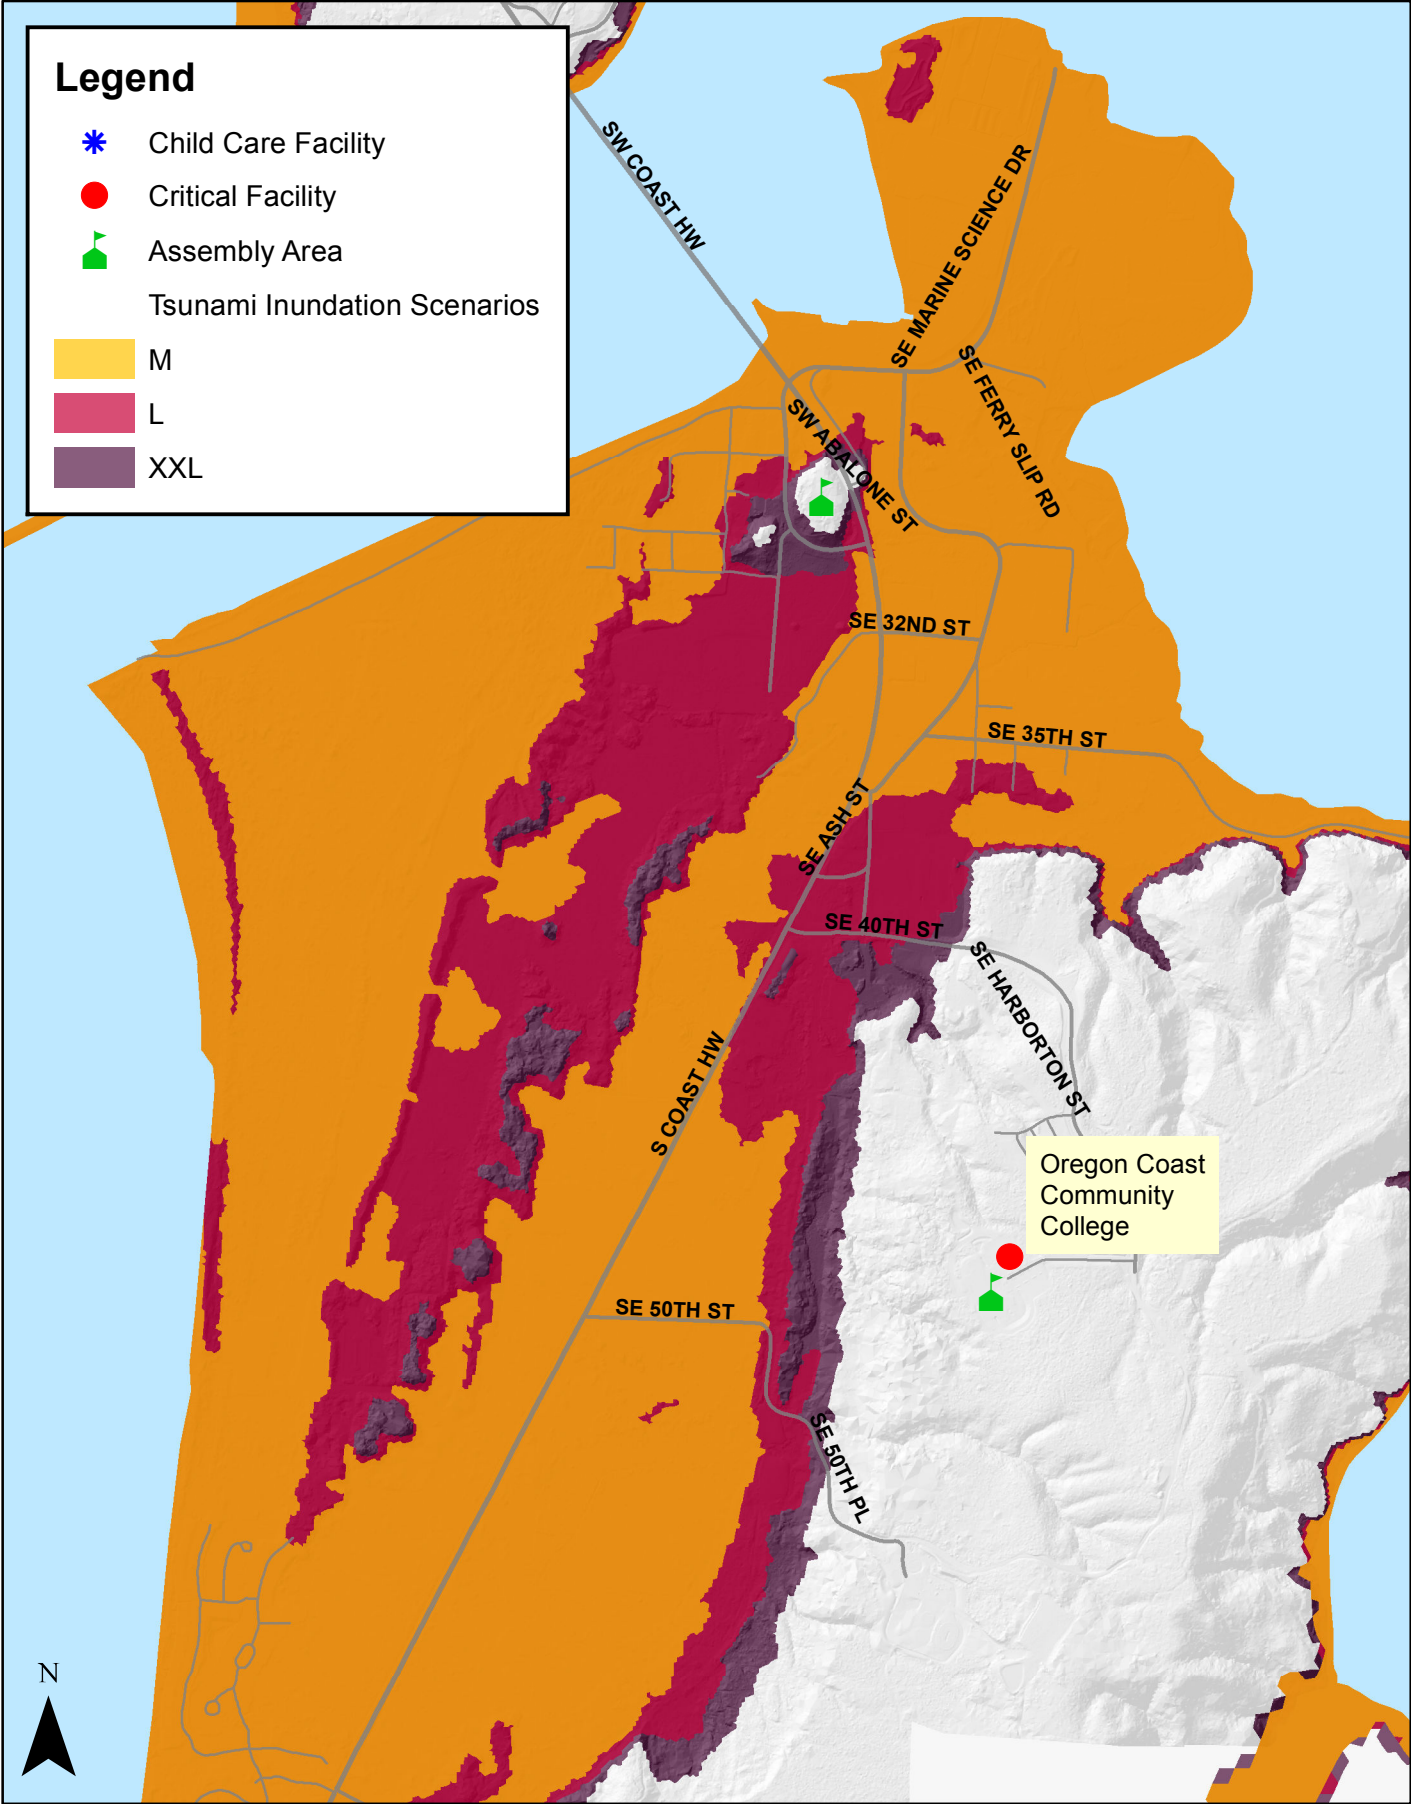 Legend
Child Care Facility
Critical Facility
Assembly Area
Tsunami Inundation Scenarios
M
L
XXL
SW COAST HW
SE MARINE SCIENCE DR
SE FERRY SLIP RD
SW ABALONE ST
SE 32ND ST
SE 35TH ST
SE ASH ST
SE 40TH ST
SE HARBORTON ST
S COAST HW
Oregon Coast
Community
College
SE 50TH ST
SE 50TH PL
N